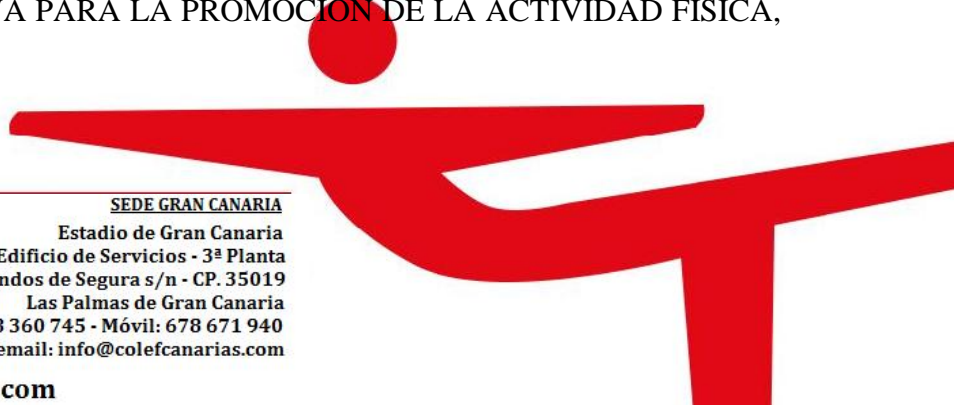 PARA LA PROMOCIÓN DE LA ACTIVIDAD FÍSICA,
SEDE GRAN CANARIA
Estadio de Gran Canaria
Edificio de Servicios - 3ª Planta
de Segura s/n - CP. 35019
Las Palmas de Gran Canaria
360 745 - Móvil: 678 671 940
email: info@colefcanarias.com
com